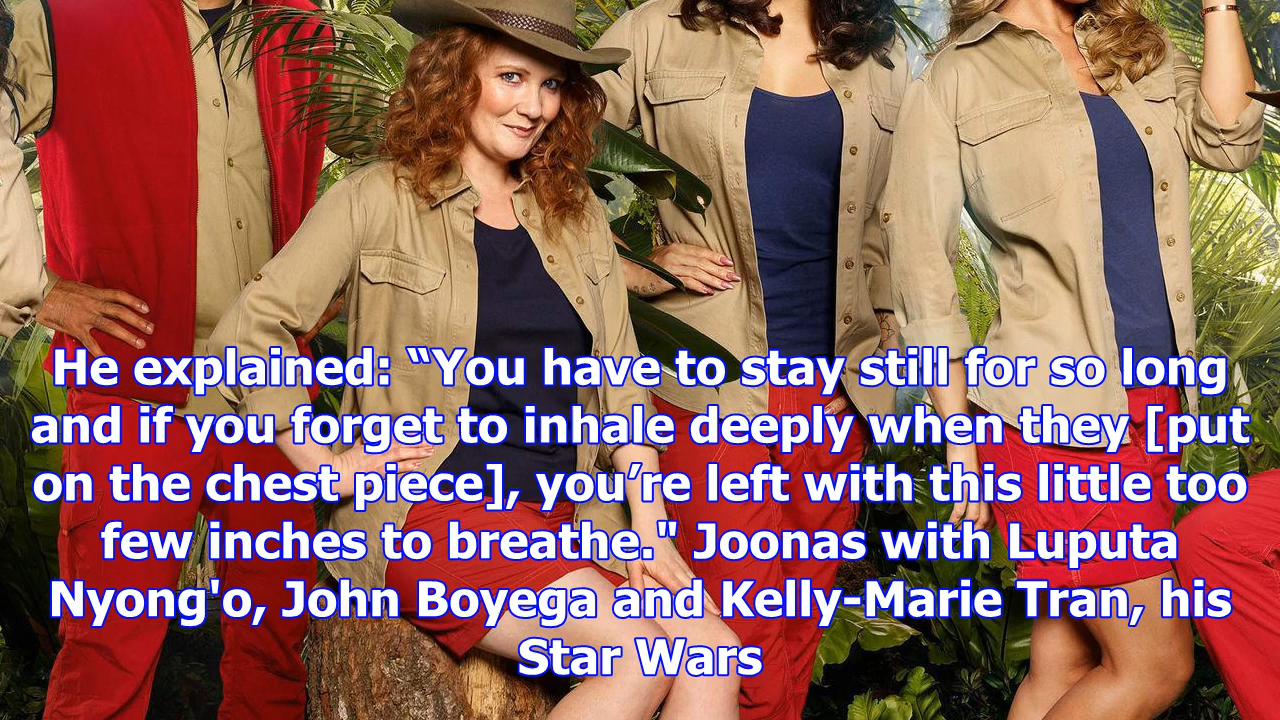 He explained: “You have to stay still for so long
and if you forget to inhale deeply when they [put
on the chest piece], you’re left with this little too
few inches to breathe." Joonas with Luputa
Nyong'o, John Boyega and Kelly-Marie Tran, his
Star Wars